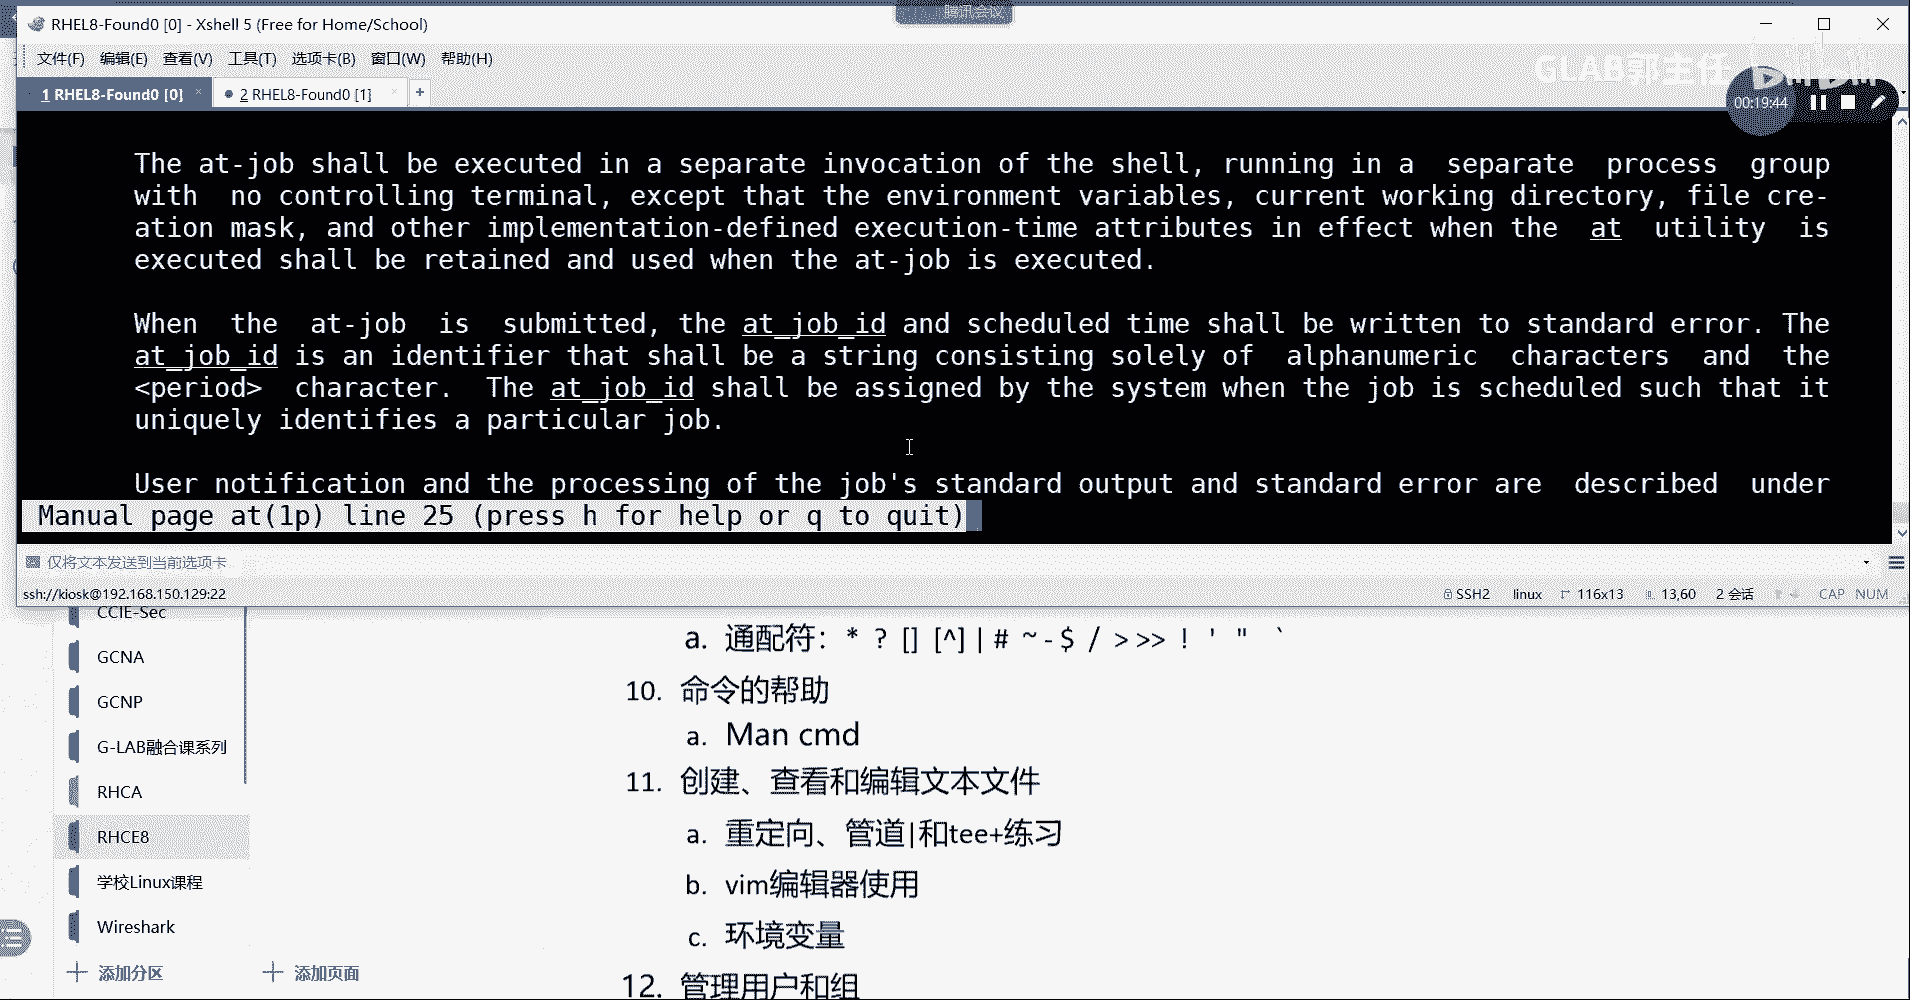 腾讯会议
RHEL8-Found0 [0] - Xshell 5 (Free for Home/School)
文件(F) 编辑(E) 查看(V) 工具(T) 选项卡(B) 窗口(W) 帮助(H)
GLAB郭主任
1 RHEL8-Found0 [0] × 2 RHEL8-Found0 [1] × +
00:19:44
The at-job shall be executed in a separate invocation of the shell, running in a separate process group
with no controlling terminal, except that the environment variables, current working directory, file cre-
ation mask, and other implementation-defined execution-time attributes in effect when the at utility is
executed shall be retained and used when the at-job is executed.
When the at-job is submitted, the at_job_id and scheduled time shall be written to standard error. The
at_job_id is an identifier that shall be a string consisting solely of alphanumeric characters and the
<period> character. The at_job_id shall be assigned by the system when the job is scheduled such that it
uniquely identifies a particular job.
User notification and the processing of the job's standard output and standard error are described under
Manual page at(1p) line 25 (press h for help or q to quit)
仅将文本发送到当前选项卡
ssh://kiosk@192.168.150.129:22 SSH2 linux 116x13 13,60 2 会话 CAP NUM
CCIE-Sec
GCNA
GCNP
G-LAB融合课系列
RHCA
RHCE8
学校Linux课程
Wireshark
添加分区 添加页面
a. 通配符： * ? [] [^] | # ~ - $ / > >> ! ' " `
10. 命令的帮助
a. Man cmd
11. 创建、查看和编辑文本文件
a. 重定向、管道|和tee+练习
b. vim编辑器使用
c. 环境变量
12. 管理用户和组